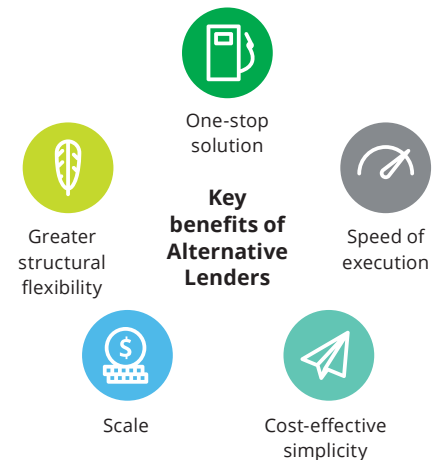 One-stop
solution
Key
benefits of
Alternative
Lenders
Greater
structural
flexibility
Speed of
execution
$
Scale
Cost-effective
simplicity